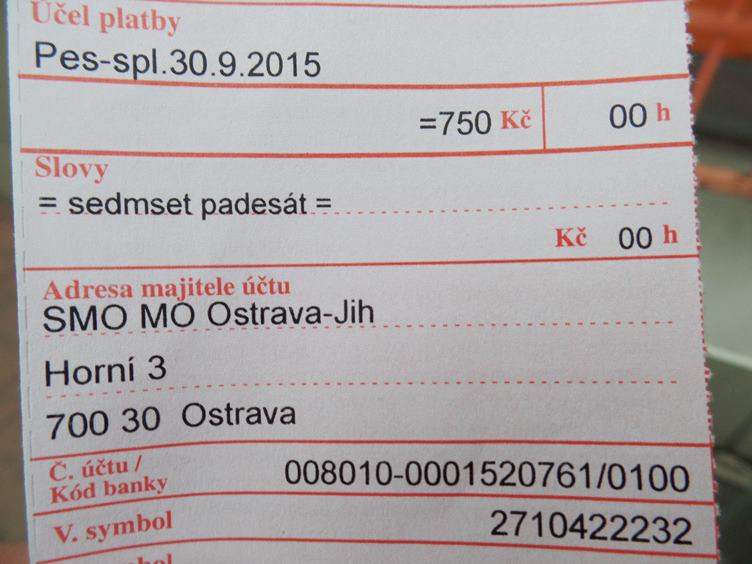 Účel platby
Pes-spl.30.9.2015
=750 Kč 00 h
Slovy
= sedmset padesát =
Kč 00 h
Adresa majitele účtu
SMO MO Ostrava-Jih
Horní 3
700 30 Ostrava
Č. účtu /
Kód banky 008010-0001520761/0100
V. symbol 2710422232